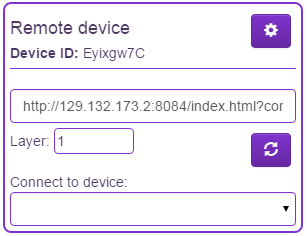 Remote device
Device ID: Eyixgw7C
http://129.132.173.2:8084/index.html?cor
Layer: 1
Connect to device: